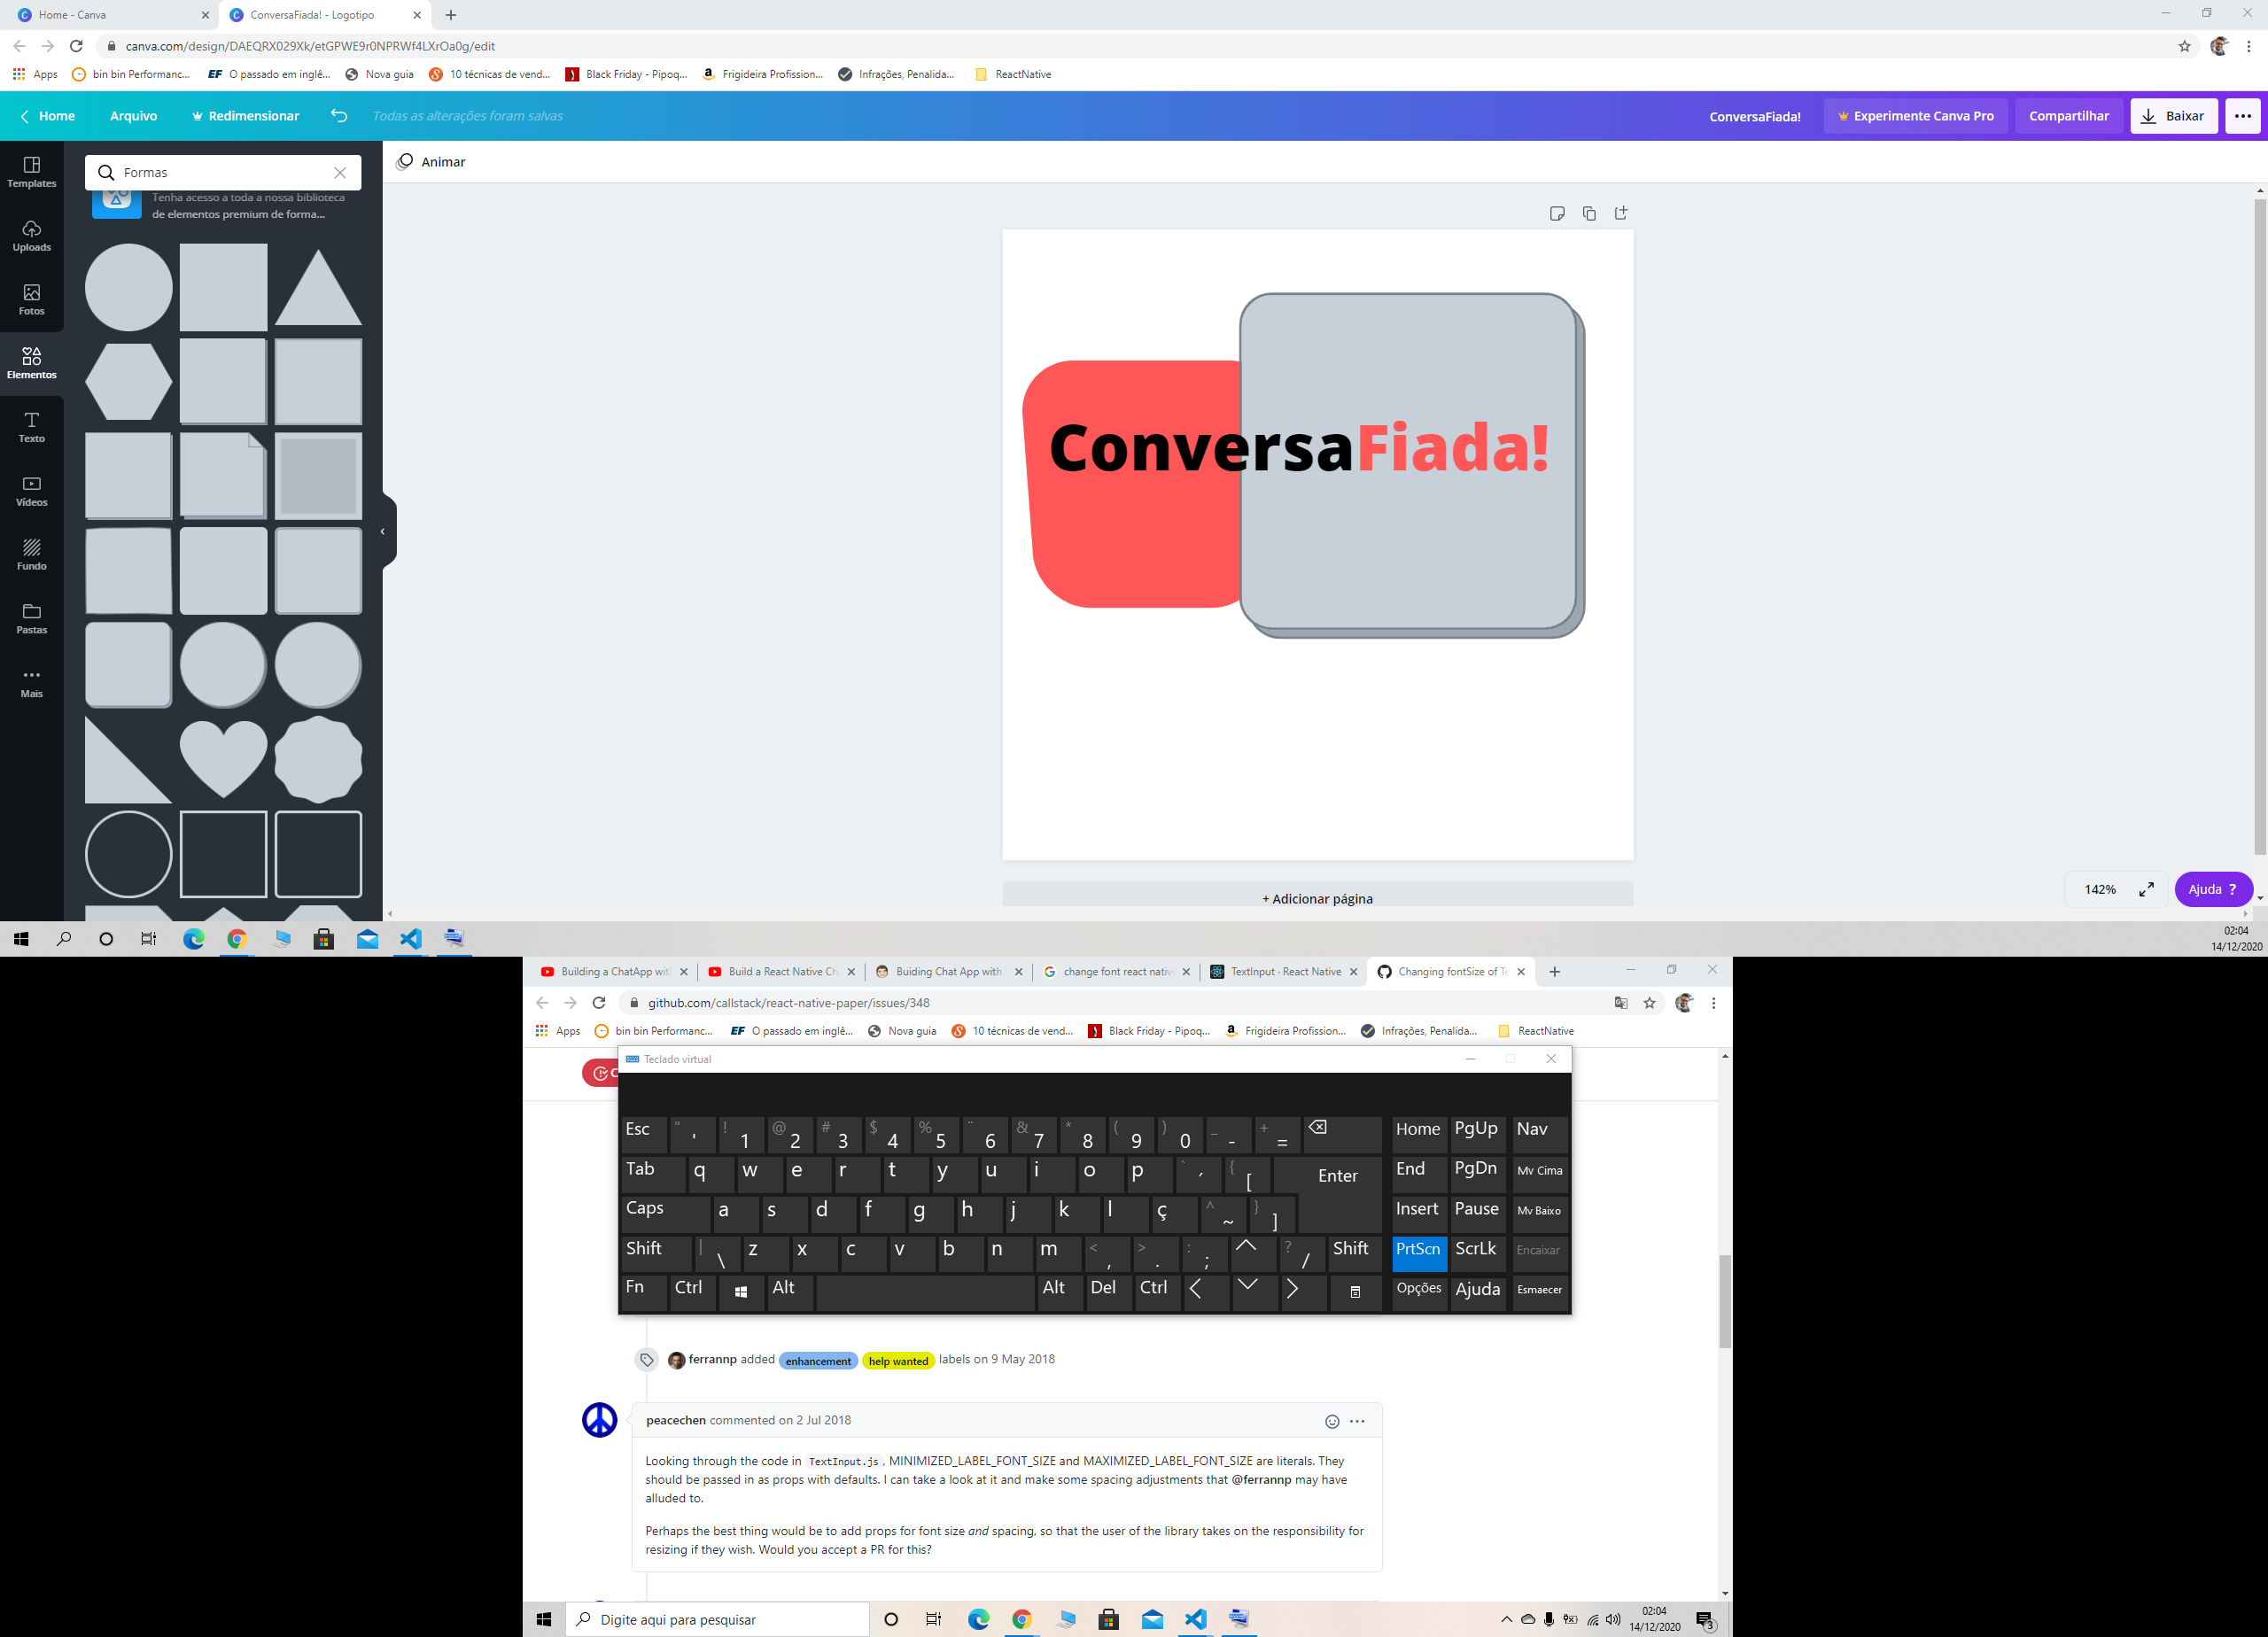 Home - Canva
ConversaFiada! - Logotipo
canva.com/design/DAEQRX029Xk/etGPWE9r0NPRWf4LXrOa0g/edit
Apps
bin bin Performanc...
EF O passado em inglê...
Nova guia
10 técnicas de vend...
Black Friday - Pipoq...
a Frigideira Profission...
Infrações, Penalida...
ReactNative
Home
Arquivo
Redimensionar
Todas as alterações foram salvas
ConversaFiada!
Experimente Canva Pro
Compartilhar
Baixar
Templates
Uploads
Fotos
Elementos
Texto
Vídeos
Fundo
Pastas
Mais
Formas
Tenha acesso a toda a nossa biblioteca
de elementos premium de forma...
Animar
ConversaFiada!
+ Adicionar página
142%
Ajuda ?
02:04
14/12/2020
Building a ChatApp wit
Build a React Native Ch
Buiding Chat App with
change font react nativ
TextInput · React Native
Changing fontSize of Te
github.com/callstack/react-native-paper/issues/348
Apps
bin bin Performanc...
EF O passado em inglê...
Nova guia
10 técnicas de vend...
Black Friday - Pipoq...
a Frigideira Profission...
Infrações, Penalida...
ReactNative
Teclado virtual
Esc " ' ! 1 @ 2 # 3 $ 4 % 5 ¨ 6 & 7 * 8 ( 9 ) 0 _ - + = Home PgUp Nav
Tab q w e r t y u i o p ` ´ { [ Enter End PgDn Mv Cima
Caps a s d f g h j k l ç ^ ~ } ] Insert Pause Mv Baixo
Shift | \ z x c v b n m < , > . : ; ? / Shift PrtScn ScrLk Encaixar
Fn Ctrl Alt Alt Del Ctrl Opções Ajuda Esmaecer
ferrannp added enhancement help wanted labels on 9 May 2018
peacechen commented on 2 Jul 2018
Looking through the code in TextInput.js , MINIMIZED_LABEL_FONT_SIZE and MAXIMIZED_LABEL_FONT_SIZE are literals. They
should be passed in as props with defaults. I can take a look at it and make some spacing adjustments that @ferrannp may have
alluded to.
Perhaps the best thing would be to add props for font size and spacing, so that the user of the library takes on the responsibility for
resizing if they wish. Would you accept a PR for this?
Digite aqui para pesquisar
02:04
14/12/2020
3